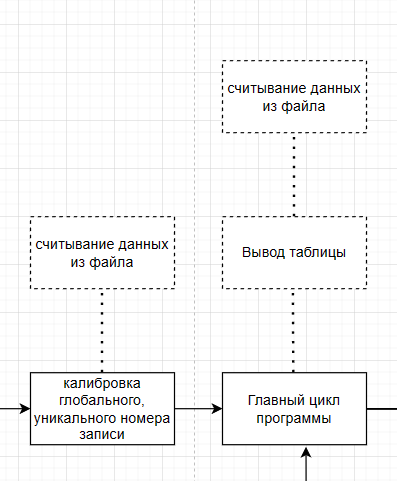 считывание данных
из файла
считывание данных
из файла
Вывод таблицы
калибровка
глобального,
уникального номера
записи
Главный цикл
программы